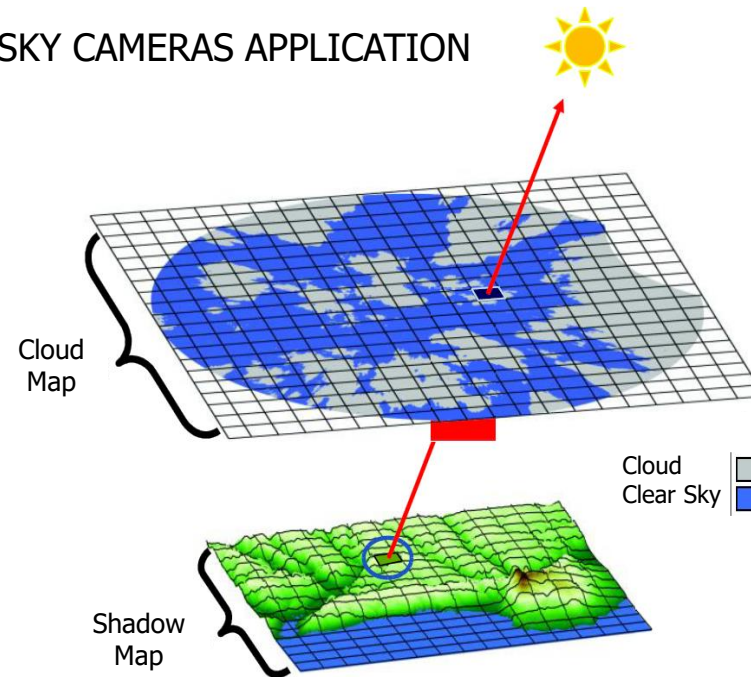 SKY CAMERAS APPLICATION
Cloud
Map
Cloud
Clear Sky
Shadow
Map